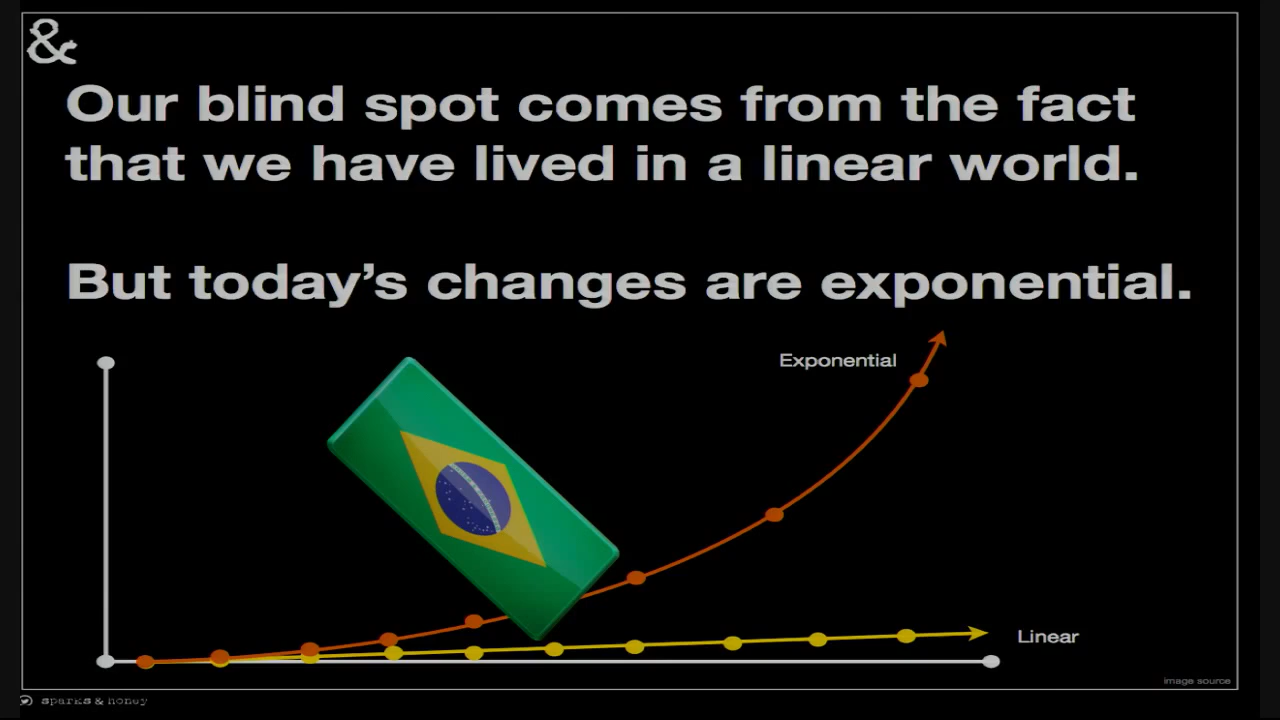 &
Our blind spot comes from the fact
that we have lived in a linear world.
But today's changes are exponential.
Exponential
Linear
image source
sparks & honey